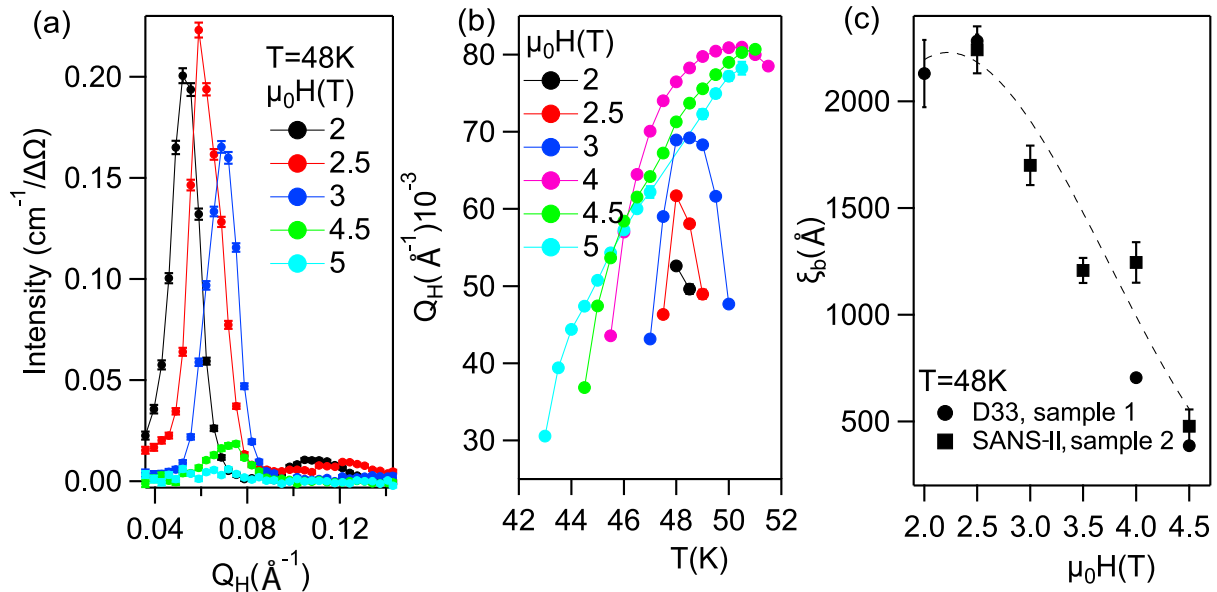 (a)
T=48K
μ₀H(T)
2
2.5
3
4.5
5
0.20
0.15
0.10
0.05
0.00
Intensity (cm⁻¹/ΔΩ)
0.04
0.08
0.12
Q_H(Å⁻¹)
(b)
μ₀H(T)
2
2.5
3
4
4.5
5
80
70
60
50
40
30
Q_H(Å⁻¹)10⁻³
42
44
46
48
50
52
T(K)
(c)
2000
1500
1000
500
ξ_b(Å)
T=48K
D33, sample 1
SANS-II, sample 2
2.0
2.5
3.0
3.5
4.0
4.5
μ₀H(T)